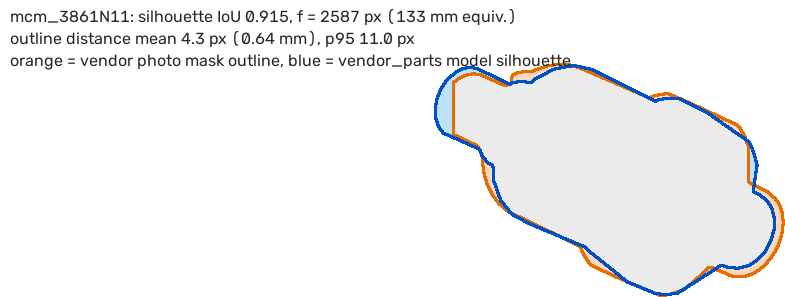 mcm_3861N11: silhouette IoU 0.915, f = 2587 px (133 mm equiv.)
outline distance mean 4.3 px (0.64 mm), p95 11.0 px
orange = vendor photo mask outline, blue = vendor_parts model silhouette